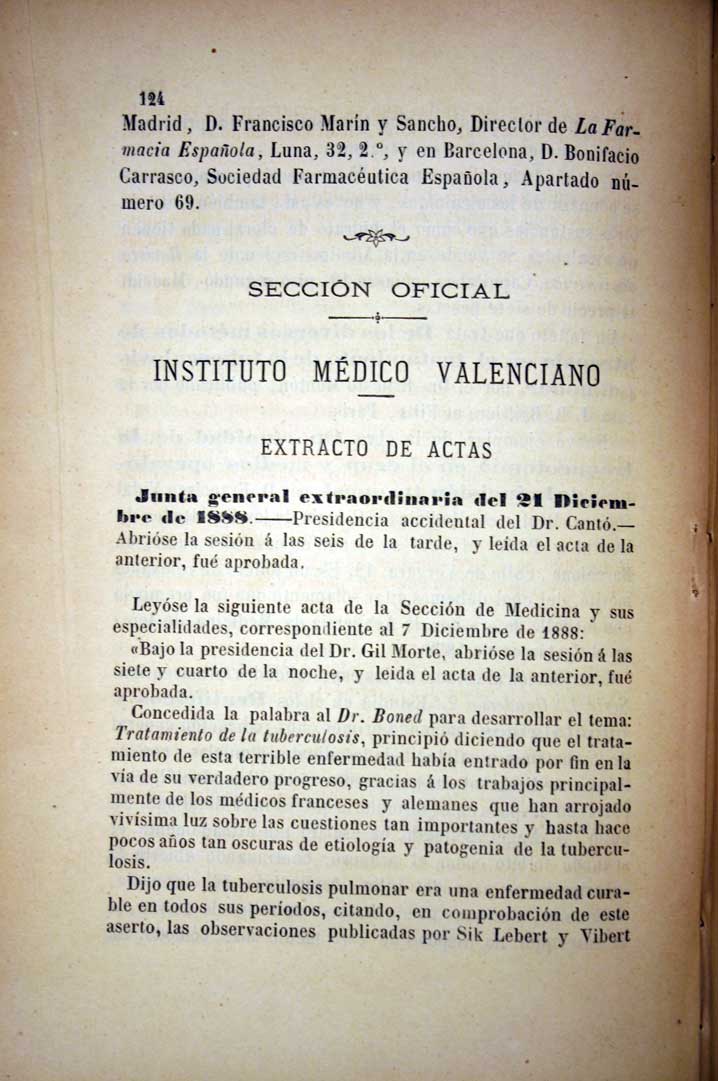 124
Madrid, D. Francisco Marín y Sancho, Director de La Far-
macia Española, Luna, 32, 2.º, y en Barcelona, D. Bonifacio
Carrasco, Sociedad Farmacéutica Española, Apartado nú-
mero 69.
SECCIÓN OFICIAL
INSTITUTO MÉDICO VALENCIANO
EXTRACTO DE ACTAS
Junta general extraordinaria del 21 Diciem-
bre de 1888.——Presidencia accidental del Dr. Cantó.—
Abrióse la sesión á las seis de la tarde, y leída el acta de la
anterior, fué aprobada.
Leyóse la siguiente acta de la Sección de Medicina y sus
especialidades, correspondiente al 7 Diciembre de 1888:
«Bajo la presidencia del Dr. Gil Morte, abrióse la sesión á las
siete y cuarto de la noche, y leida el acta de la anterior, fué
aprobada.
Concedida la palabra al Dr. Boned para desarrollar el tema:
Tratamiento de la tuberculosis, principió diciendo que el trata-
miento de esta terrible enfermedad había entrado por fin en la
vía de su verdadero progreso, gracias á los trabajos principal-
mente de los médicos franceses y alemanes que han arrojado
vivísima luz sobre las cuestiones tan importantes y hasta hace
pocos años tan oscuras de etiología y patogenia de la tubercu-
losis.
Dijo que la tuberculosis pulmonar era una enfermedad cura-
ble en todos sus períodos, citando, en comprobación de este
aserto, las observaciones publicadas por Sik Lebert y Vibert